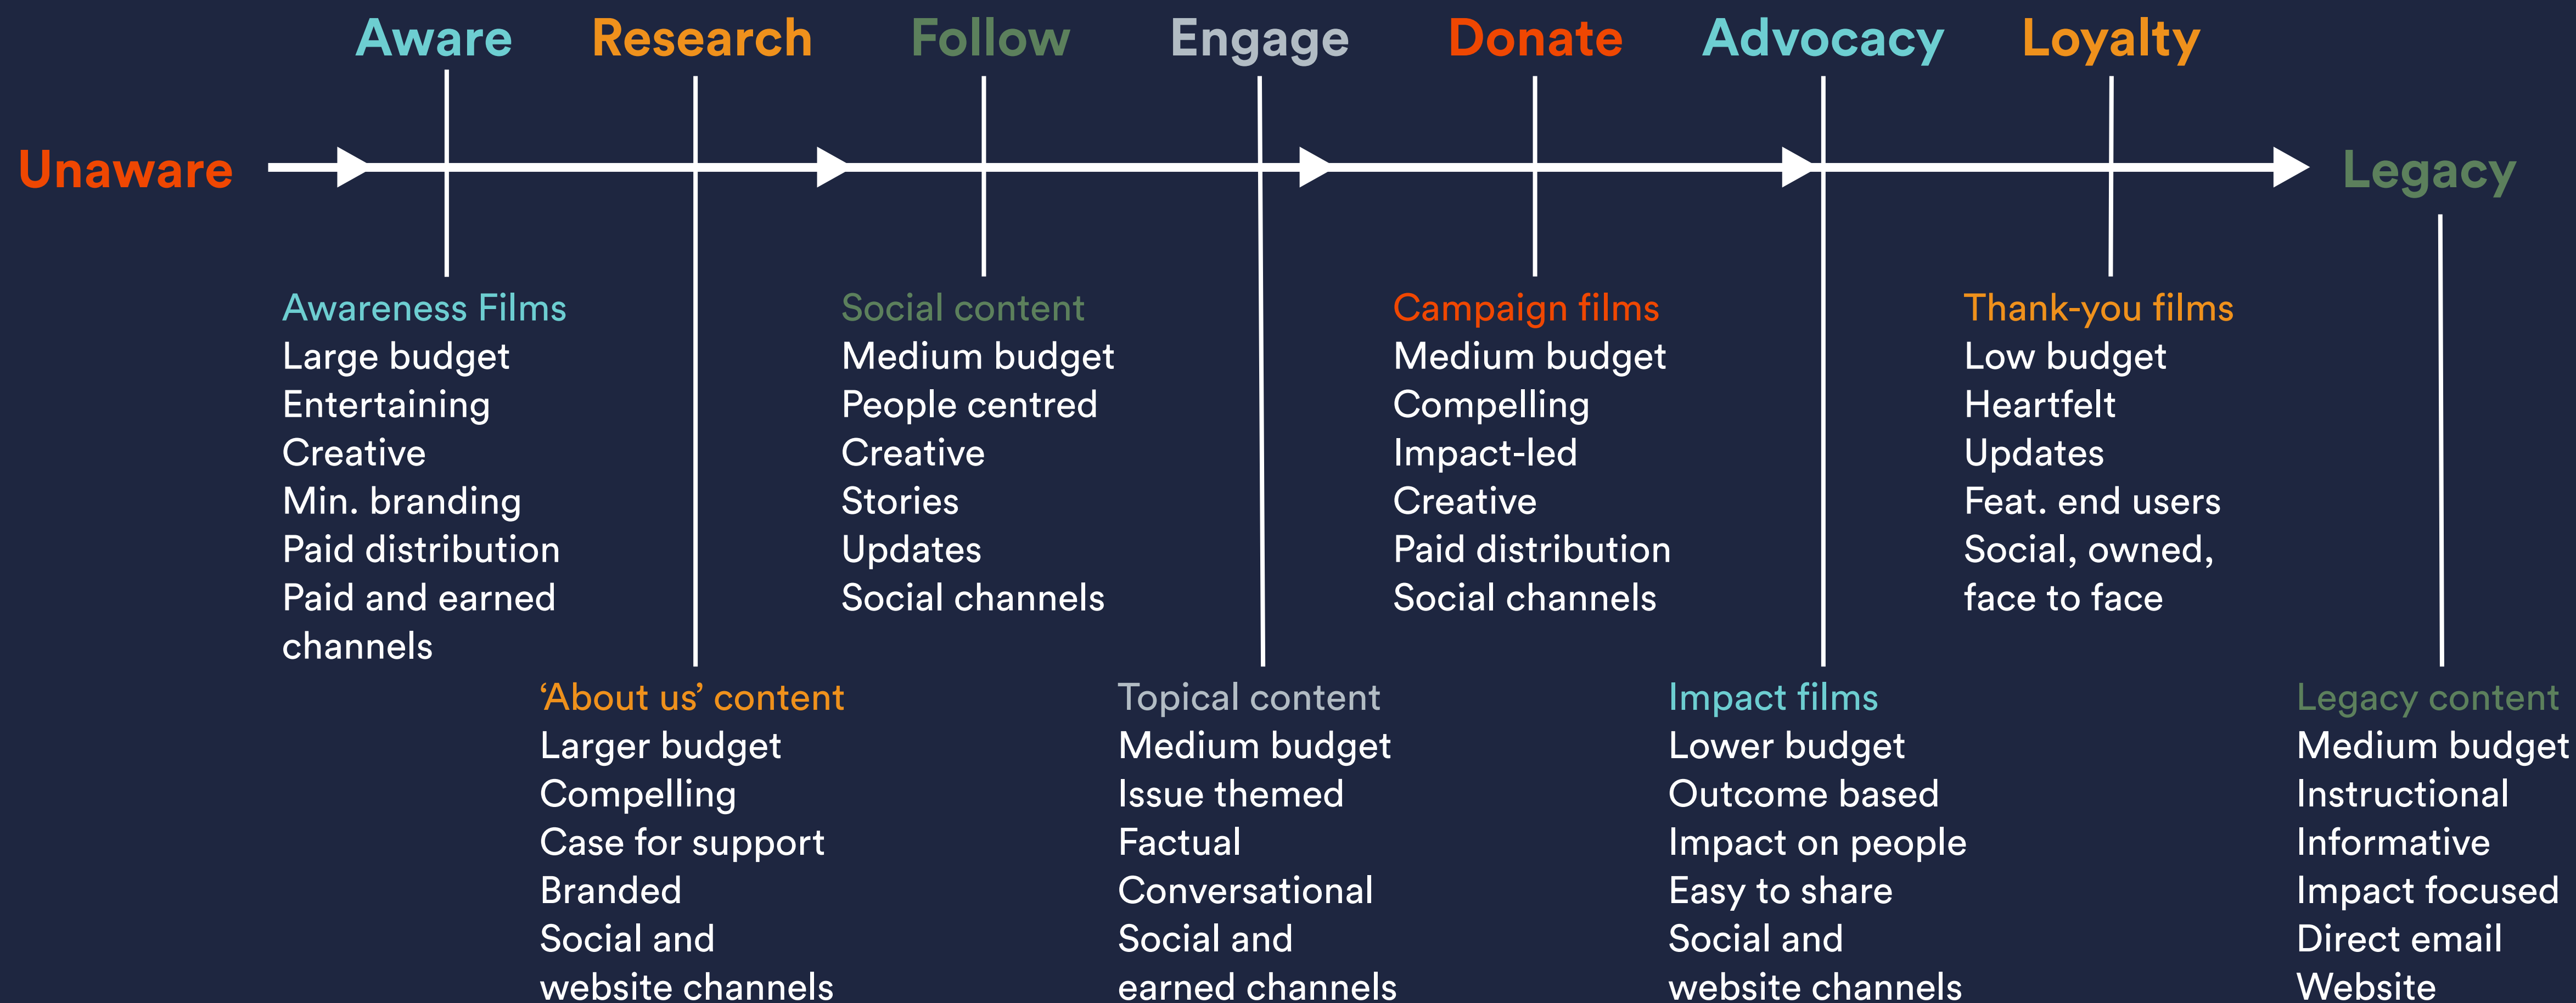 Aware
Research
Follow
Engage
Donate
Advocacy
Loyalty
Unaware
Legacy
Awareness Films
Large budget
Entertaining
Creative
Min. branding
Paid distribution
Paid and earned
channels
‘About us’ content
Larger budget
Compelling
Case for support
Branded
Social and
website channels
Social content
Medium budget
People centred
Creative
Stories
Updates
Social channels
Topical content
Medium budget
Issue themed
Factual
Conversational
Social and
earned channels
Campaign films
Medium budget
Compelling
Impact-led
Creative
Paid distribution
Social channels
Impact films
Lower budget
Outcome based
Impact on people
Easy to share
Social and
website channels
Thank-you films
Low budget
Heartfelt
Updates
Feat. end users
Social, owned,
face to face
Legacy content
Medium budget
Instructional
Informative
Impact focused
Direct email
Website